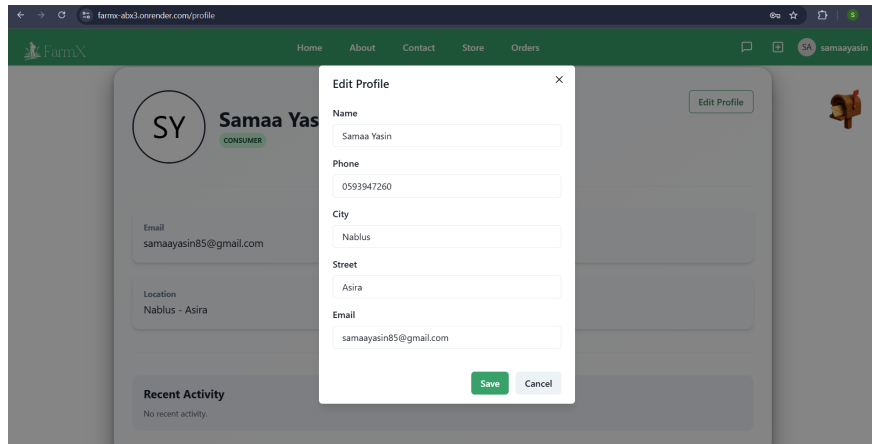 farmx-abx3.onrender.com/profile
S
FarmX
Home About Contact Store Orders
SA samaayasin
SY
Samaa Yas
CONSUMER
Edit Profile
Email
samaayasin85@gmail.com
Location
Nablus - Asira
Recent Activity
No recent activity.
Edit Profile
Name
Samaa Yasin
Phone
0593947260
City
Nablus
Street
Asira
Email
samaayasin85@gmail.com
Save Cancel